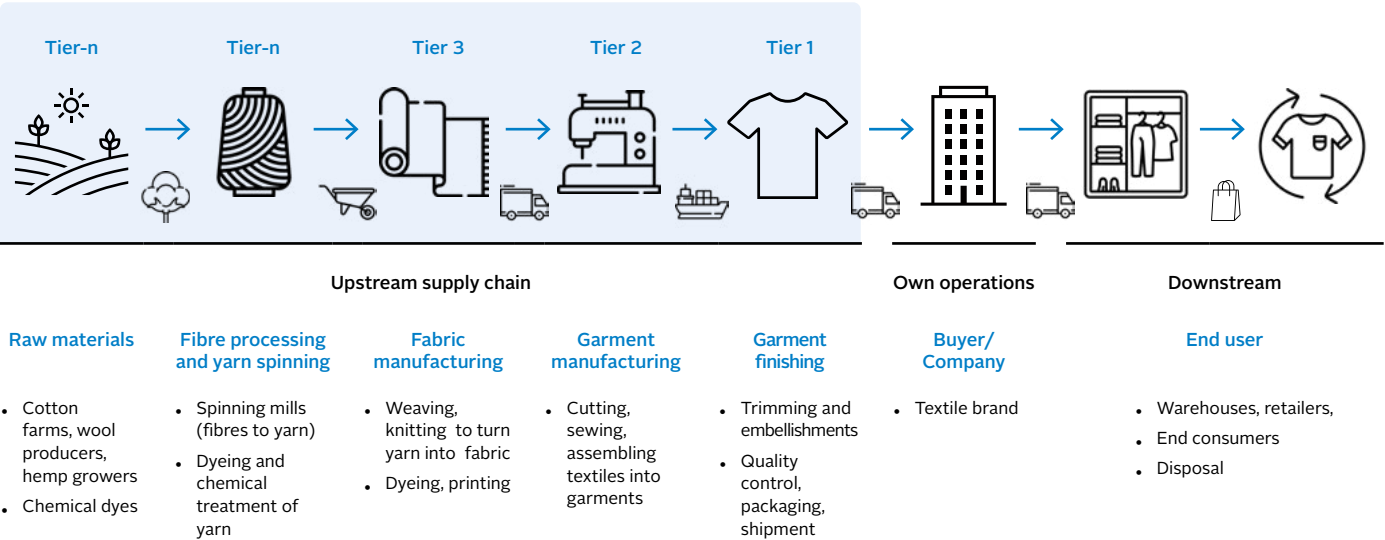 Tier-n
Tier-n
Tier 3
Tier 2
Tier 1
Upstream supply chain
Own operations
Downstream
Raw materials
• Cotton
farms, wool
producers,
hemp growers
• Chemical dyes
Fibre processing
and yarn spinning
• Spinning mills
(fibres to yarn)
• Dyeing and
chemical
treatment of
yarn
Fabric
manufacturing
• Weaving,
knitting to turn
yarn into fabric
• Dyeing, printing
Garment
manufacturing
• Cutting,
sewing,
assembling
textiles into
garments
Garment
finishing
• Trimming and
embellishments
• Quality
control,
packaging,
shipment
Buyer/
Company
• Textile brand
End user
• Warehouses, retailers,
• End consumers
• Disposal